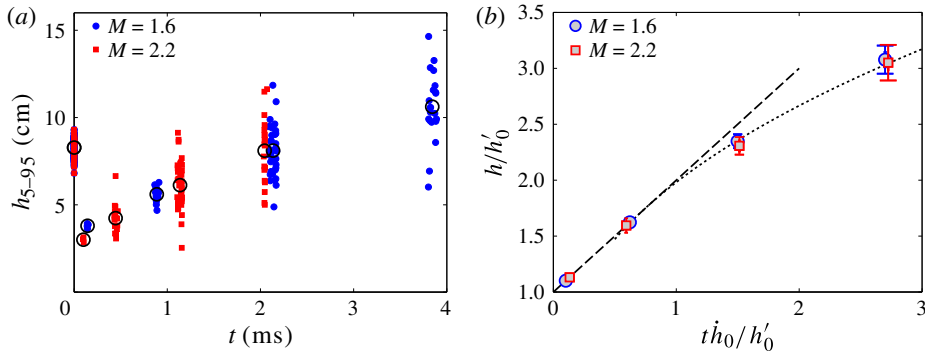 (a)
15
10
5
h5–95 (cm)
M = 1.6
M = 2.2
0
1
2
3
4
t (ms)
(b)
3.5
3.0
2.5
2.0
1.5
1.0
h/h′0
M = 1.6
M = 2.2
0
1
2
3
tḣ0/h′0